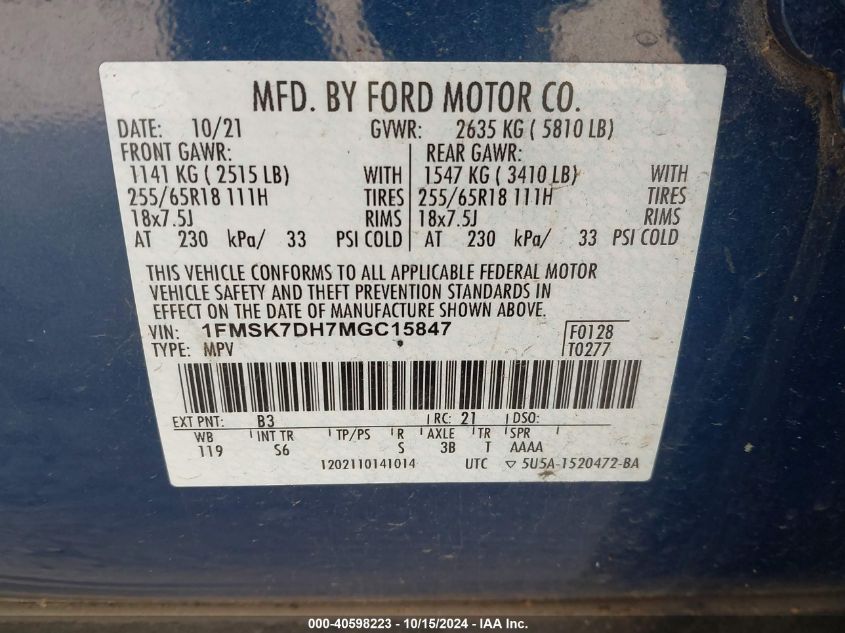 MFD. BY FORD MOTOR CO.
DATE: 10/21 GVWR: 2635 KG ( 5810 LB)
FRONT GAWR: REAR GAWR:
1141 KG ( 2515 LB) WITH 1547 KG ( 3410 LB) WITH
255/65R18 111H TIRES 255/65R18 111H TIRES
18x7.5J RIMS 18x7.5J RIMS
AT 230 kPa/ 33 PSI COLD AT 230 kPa/ 33 PSI COLD
THIS VEHICLE CONFORMS TO ALL APPLICABLE FEDERAL MOTOR
VEHICLE SAFETY AND THEFT PREVENTION STANDARDS IN
EFFECT ON THE DATE OF MANUFACTURE SHOWN ABOVE.
VIN: 1FMSK7DH7MGC15847 F0128
TYPE: MPV T0277
EXT PNT: B3 RC: 21 DSO:
WB INT TR TP/PS R AXLE TR SPR
119 S6 S 3B T AAAA
1202110141014 UTC ▽ 5U5A-1520472-BA
000-40598223 - 10/15/2024 - IAA Inc.